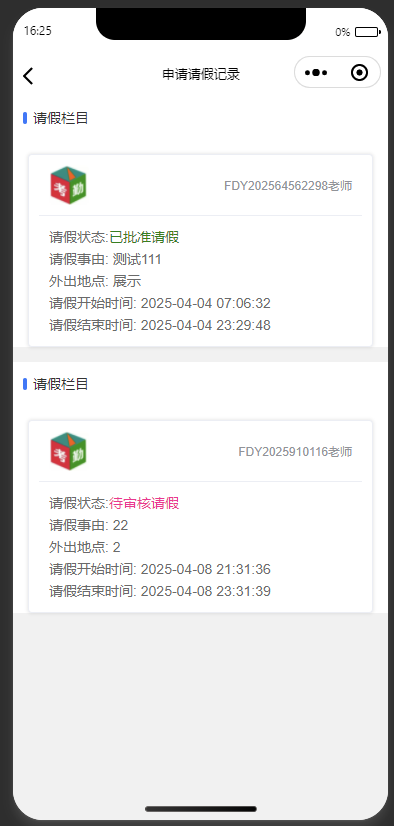 16:25
0%
申请请假记录
请假栏目
考勤
FDY202564562298老师
请假状态:已批准请假
请假事由: 测试111
外出地点: 展示
请假开始时间: 2025-04-04 07:06:32
请假结束时间: 2025-04-04 23:29:48
请假栏目
考勤
FDY2025910116老师
请假状态:待审核请假
请假事由: 22
外出地点: 2
请假开始时间: 2025-04-08 21:31:36
请假结束时间: 2025-04-08 23:31:39